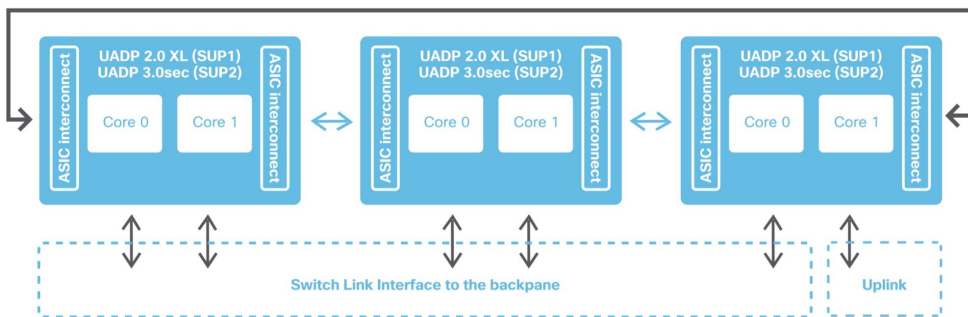 UADP 2.0 XL (SUP1)
UADP 3.0sec (SUP2)
ASIC interconnect
Core 0
Core 1
ASIC interconnect
UADP 2.0 XL (SUP1)
UADP 3.0sec (SUP2)
ASIC interconnect
Core 0
Core 1
ASIC interconnect
UADP 2.0 XL (SUP1)
UADP 3.0sec (SUP2)
ASIC interconnect
Core 0
Core 1
ASIC interconnect
Switch Link Interface to the backpane
Uplink